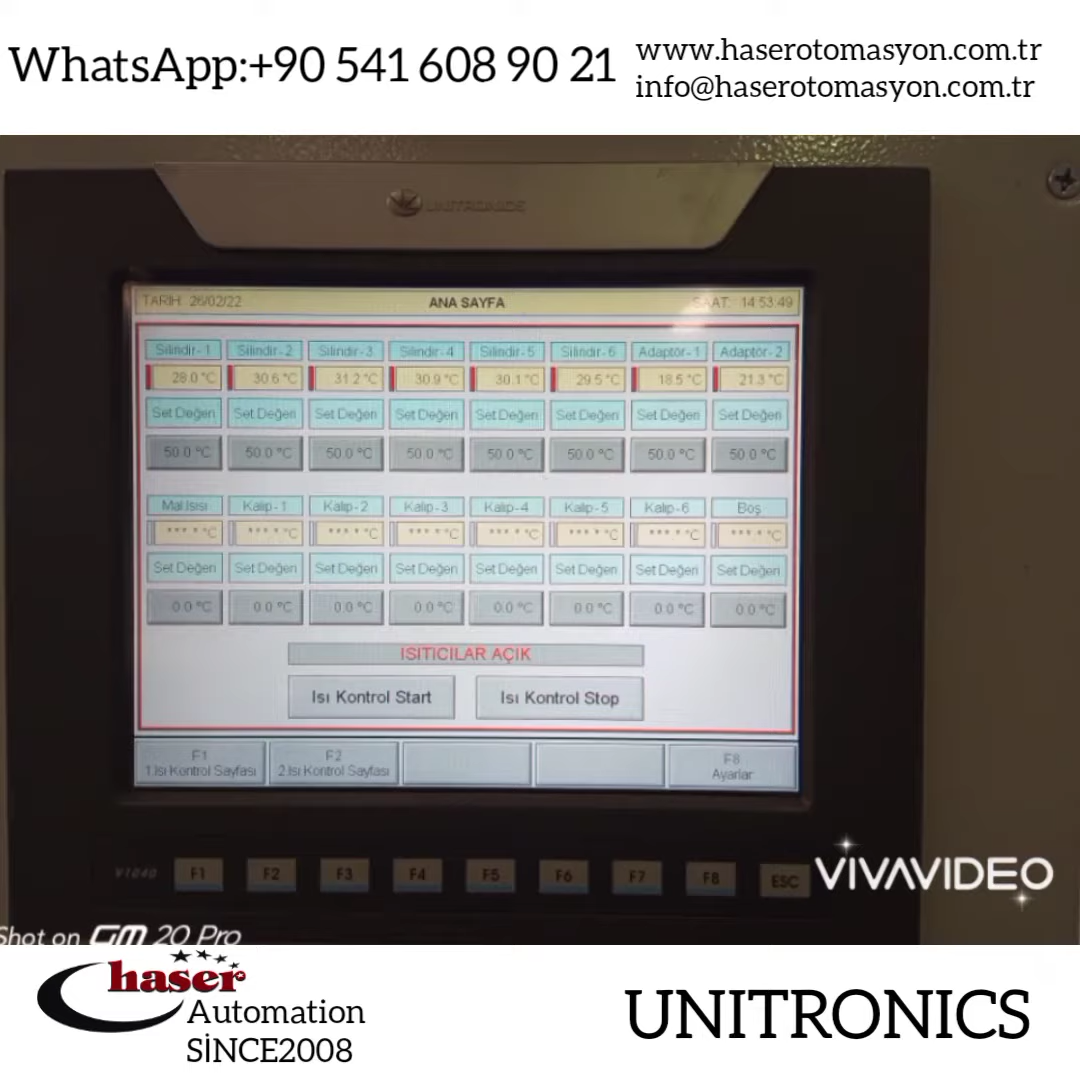 WhatsApp:+90 541 608 90 21
www.haserotomasyon.com.tr
info@haserotomasyon.com.tr
UNITRONICS
TARİH: 26/02/22 ANA SAYFA SAAT: 14:53:49
Silindir-1 Silindir-2 Silindir-3 Silindir-4 Silindir-5 Silindir-6 Adaptör-1 Adaptör-2
28.0 °C 30.6 °C 31.2 °C 30.9 °C 30.1 °C 29.5 °C 18.5 °C 21.3 °C
Set Değeri Set Değeri Set Değeri Set Değeri Set Değeri Set Değeri Set Değeri Set Değeri
50.0 °C 50.0 °C 50.0 °C 50.0 °C 50.0 °C 50.0 °C 50.0 °C 50.0 °C
Mal Isısı Kalıp-1 Kalıp-2 Kalıp-3 Kalıp-4 Kalıp-5 Kalıp-6 Boş
***.* °C ***.* °C ***.* °C ***.* °C ***.* °C ***.* °C ***.* °C ***.* °C
Set Değeri Set Değeri Set Değeri Set Değeri Set Değeri Set Değeri Set Değeri Set Değeri
0.0 °C 0.0 °C 0.0 °C 0.0 °C 0.0 °C 0.0 °C 0.0 °C 0.0 °C
ISITICILAR AÇIK
Isı Kontrol Start Isı Kontrol Stop
F1 F2 F8
1.Isı Kontrol Sayfası 2.Isı Kontrol Sayfası Ayarlar
V1040 F1 F2 F3 F4 F5 F6 F7 F8 ESC
VIVAVIDEO
Shot on GM 20 Pro
haser
Automation
SİNCE2008
UNITRONICS